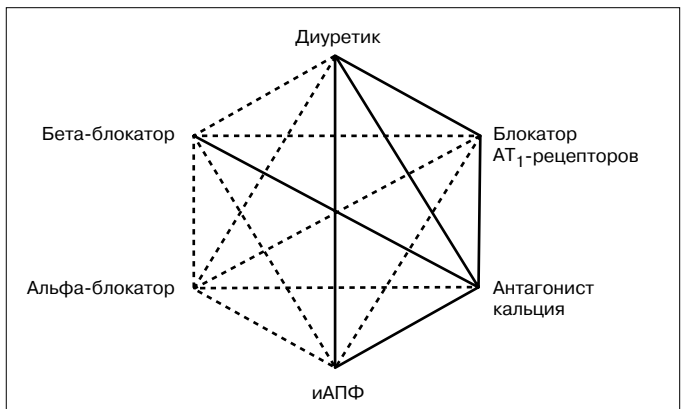 Диуретик
Бета-блокатор
Блокатор
АТ1-рецепторов
Альфа-блокатор
Антагонист
кальция
иАПФ